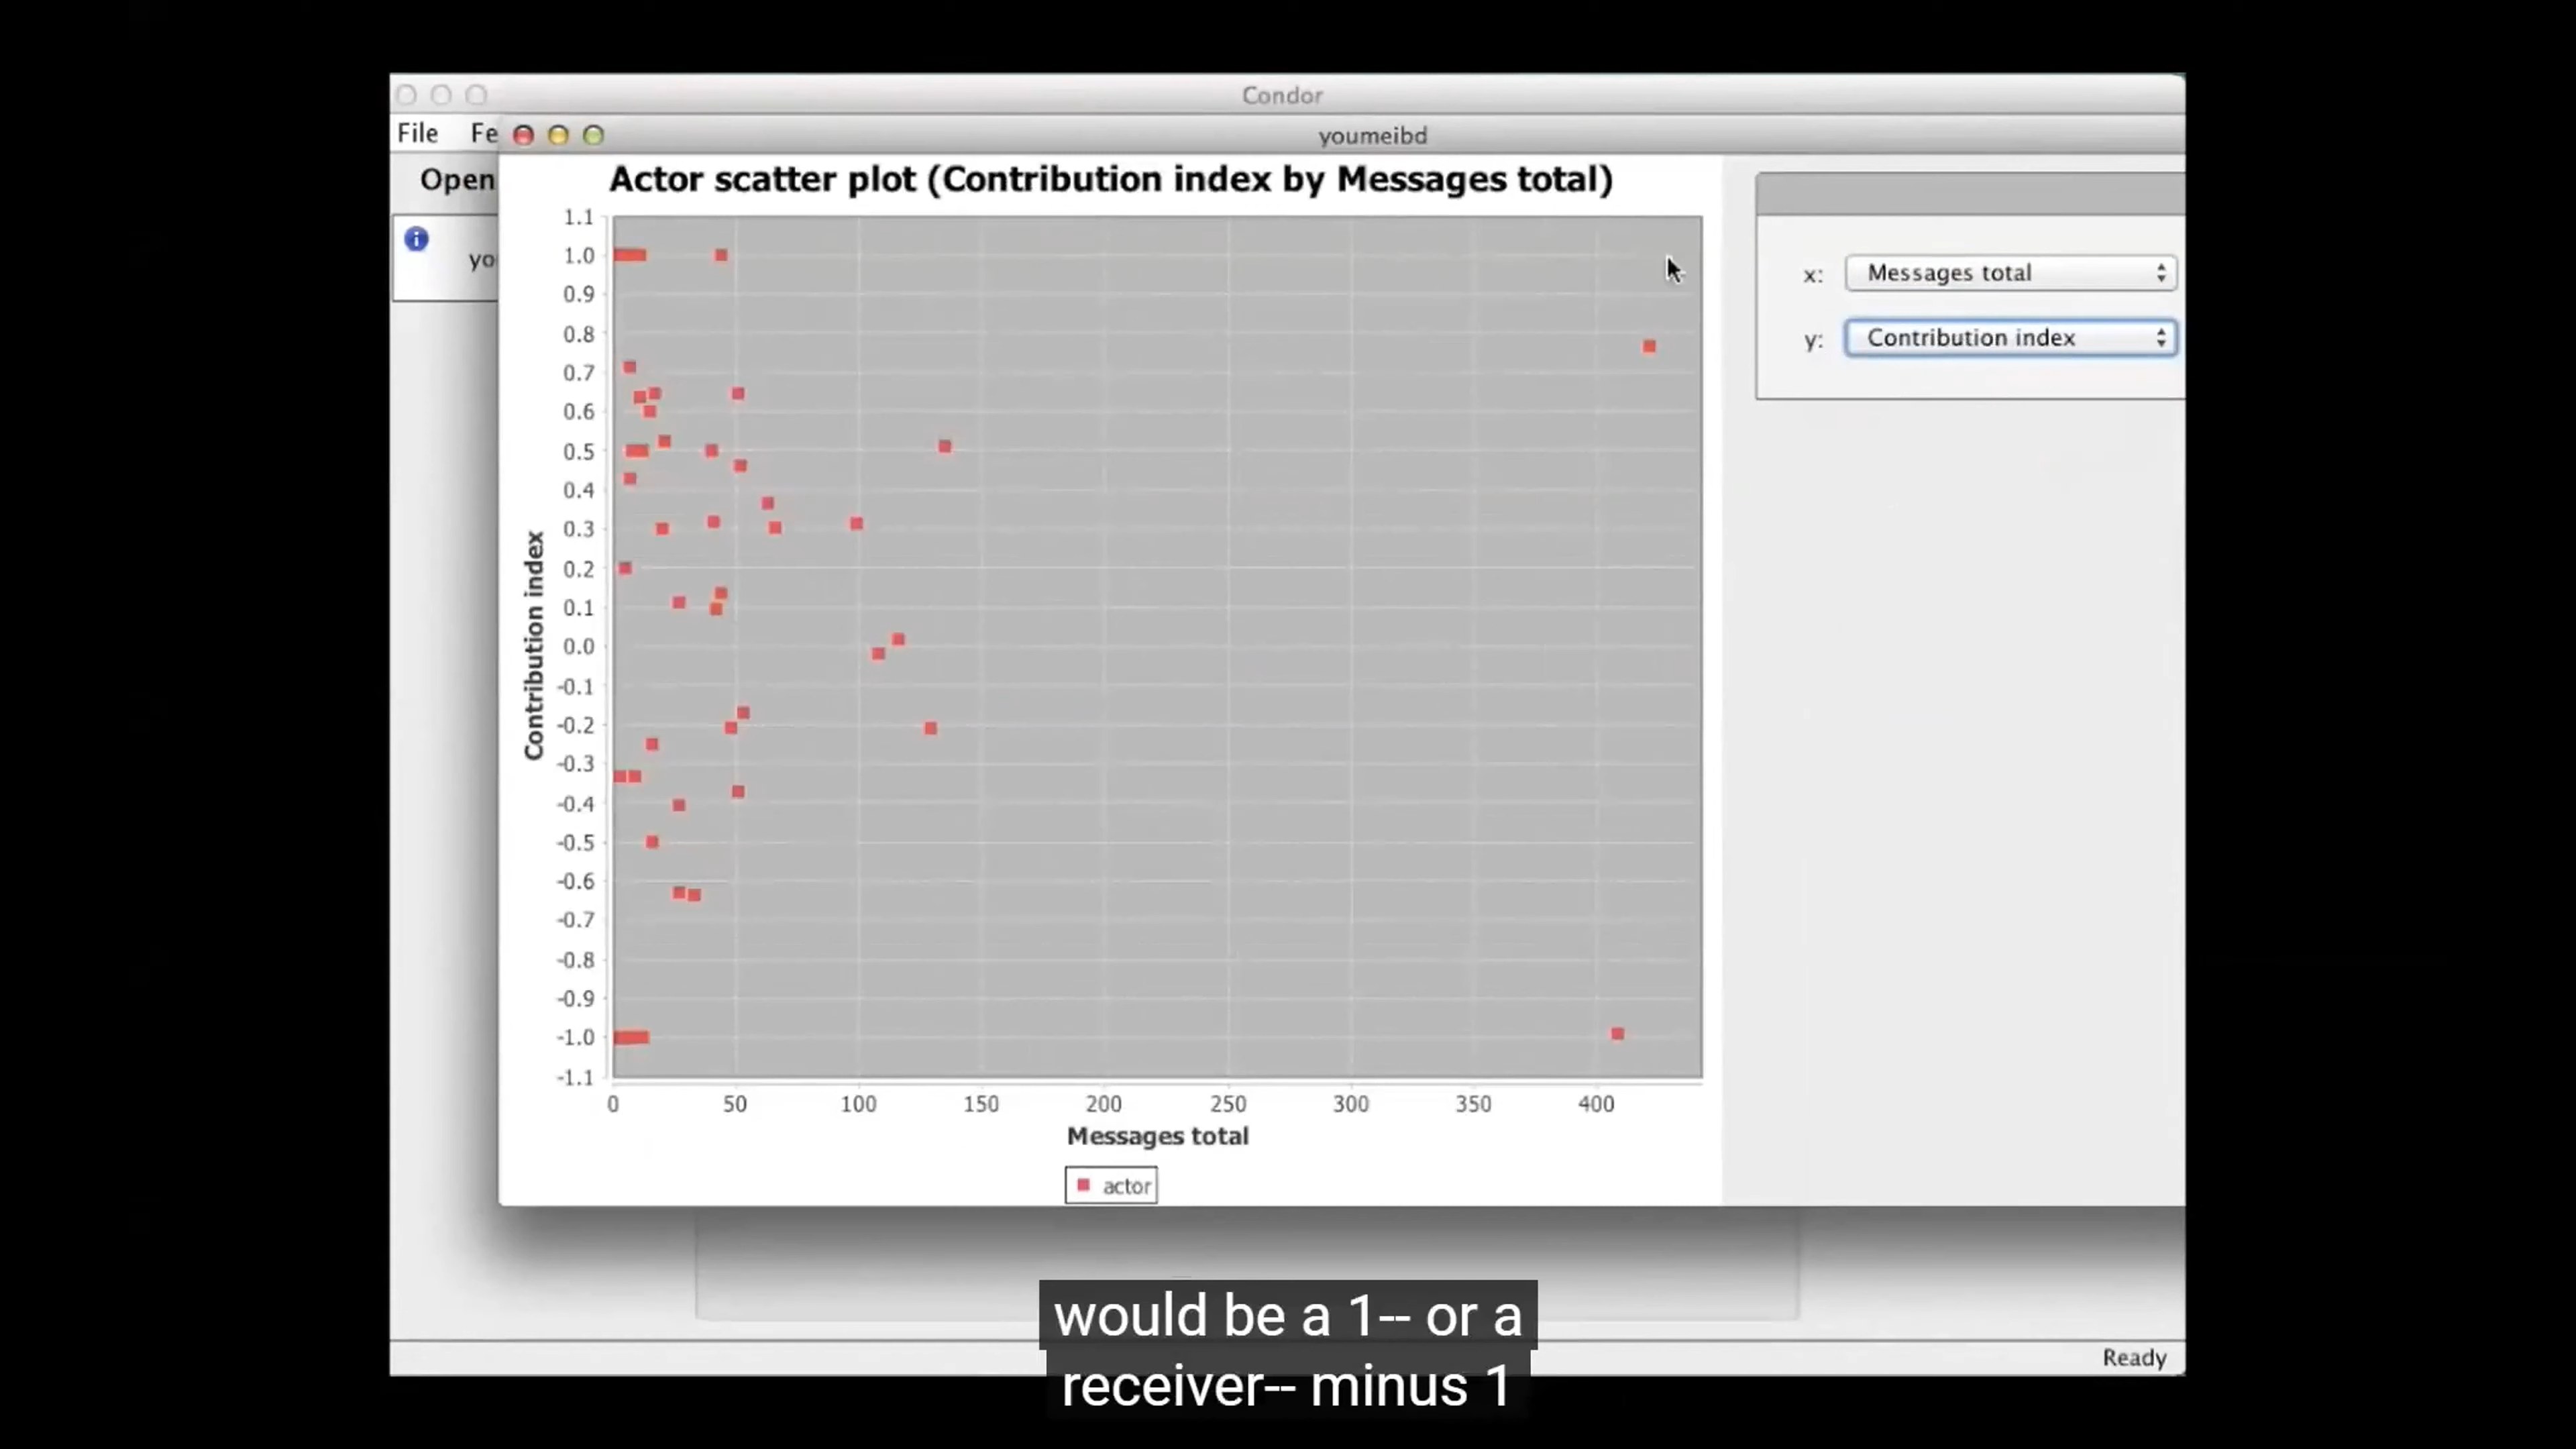 Condor
File Fe
youmeibd
Open
yo
Actor scatter plot (Contribution index by Messages total)
1.1
1.0
0.9
0.8
0.7
0.6
0.5
0.4
0.3
0.2
0.1
0.0
-0.1
-0.2
-0.3
-0.4
-0.5
-0.6
-0.7
-0.8
-0.9
-1.0
-1.1
Contribution index
0 50 100 150 200 250 300 350 400
Messages total
actor
x: Messages total
y: Contribution index
Ready
would be a 1-- or a
receiver-- minus 1